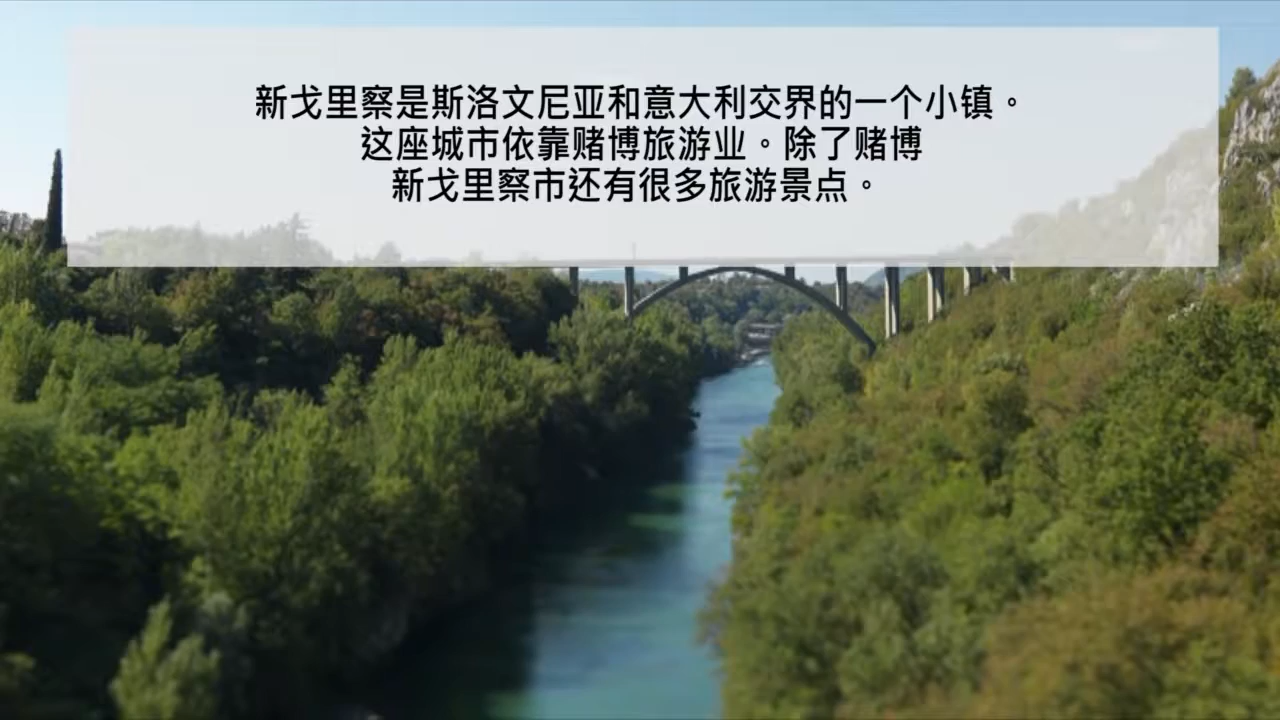 新戈里察是斯洛文尼亚和意大利交界的一个小镇。
这座城市依靠赌博旅游业。除了赌博
新戈里察市还有很多旅游景点。